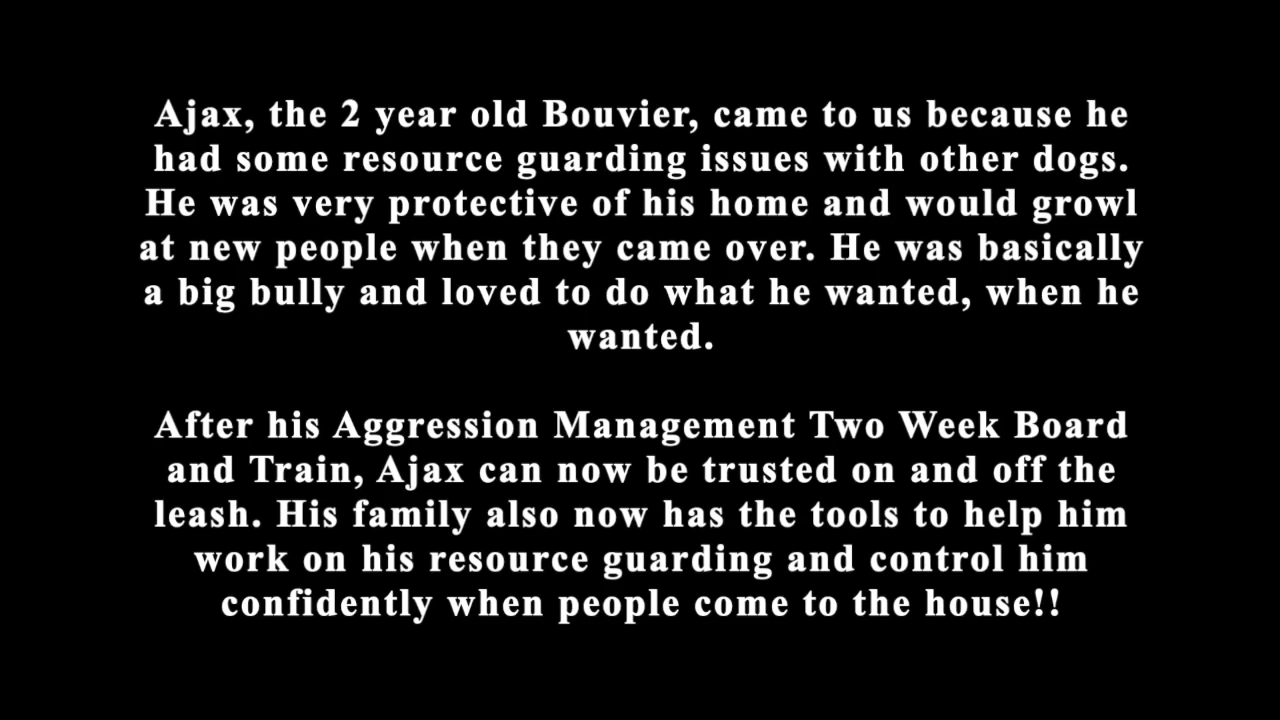 Ajax, the 2 year old Bouvier, came to us because he
had some resource guarding issues with other dogs.
He was very protective of his home and would growl
at new people when they came over. He was basically
a big bully and loved to do what he wanted, when he
wanted.
After his Aggression Management Two Week Board
and Train, Ajax can now be trusted on and off the
leash. His family also now has the tools to help him
work on his resource guarding and control him
confidently when people come to the house!!